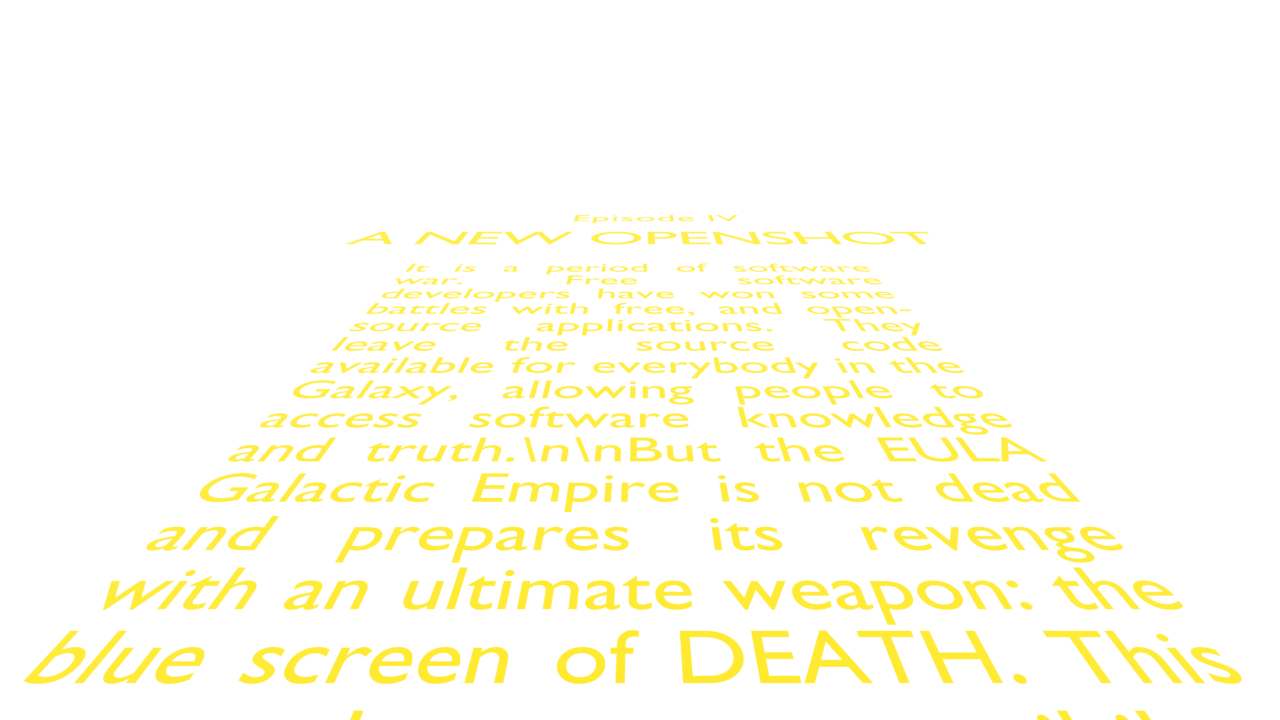 Episode IV
A NEW OPENSHOT
It is a period of software
war. Free software
developers have won some
battles with free, and open-
source applications. They
leave the source code
available for everybody in the
Galaxy, allowing people to
access software knowledge
and truth.\n\nBut the EULA
Galactic Empire is not dead
and prepares its revenge
with an ultimate weapon: the
blue screen of DEATH. This